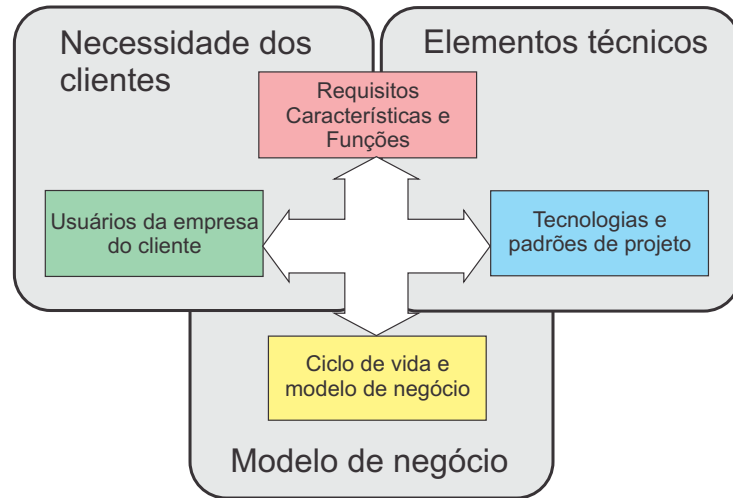 Necessidade dos
clientes
Elementos técnicos
Requisitos
Características e
Funções
Usuários da empresa
do cliente
Tecnologias e
padrões de projeto
Ciclo de vida e
modelo de negócio
Modelo de negócio